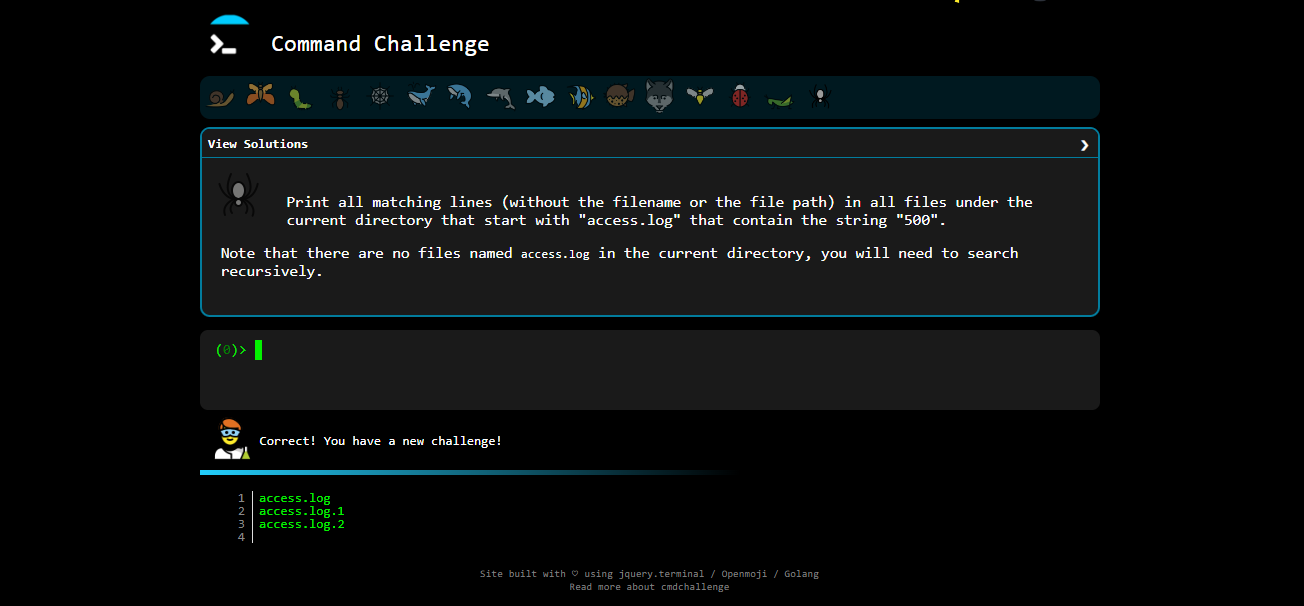 Command Challenge
View Solutions ❯
Print all matching lines (without the filename or the file path) in all files under the
current directory that start with "access.log" that contain the string "500".
Note that there are no files named access.log in the current directory, you will need to search
recursively.
(0)>
Correct! You have a new challenge!
1 access.log
2 access.log.1
3 access.log.2
4
Site built with ♡ using jquery.terminal / Openmoji / Golang
Read more about cmdchallenge